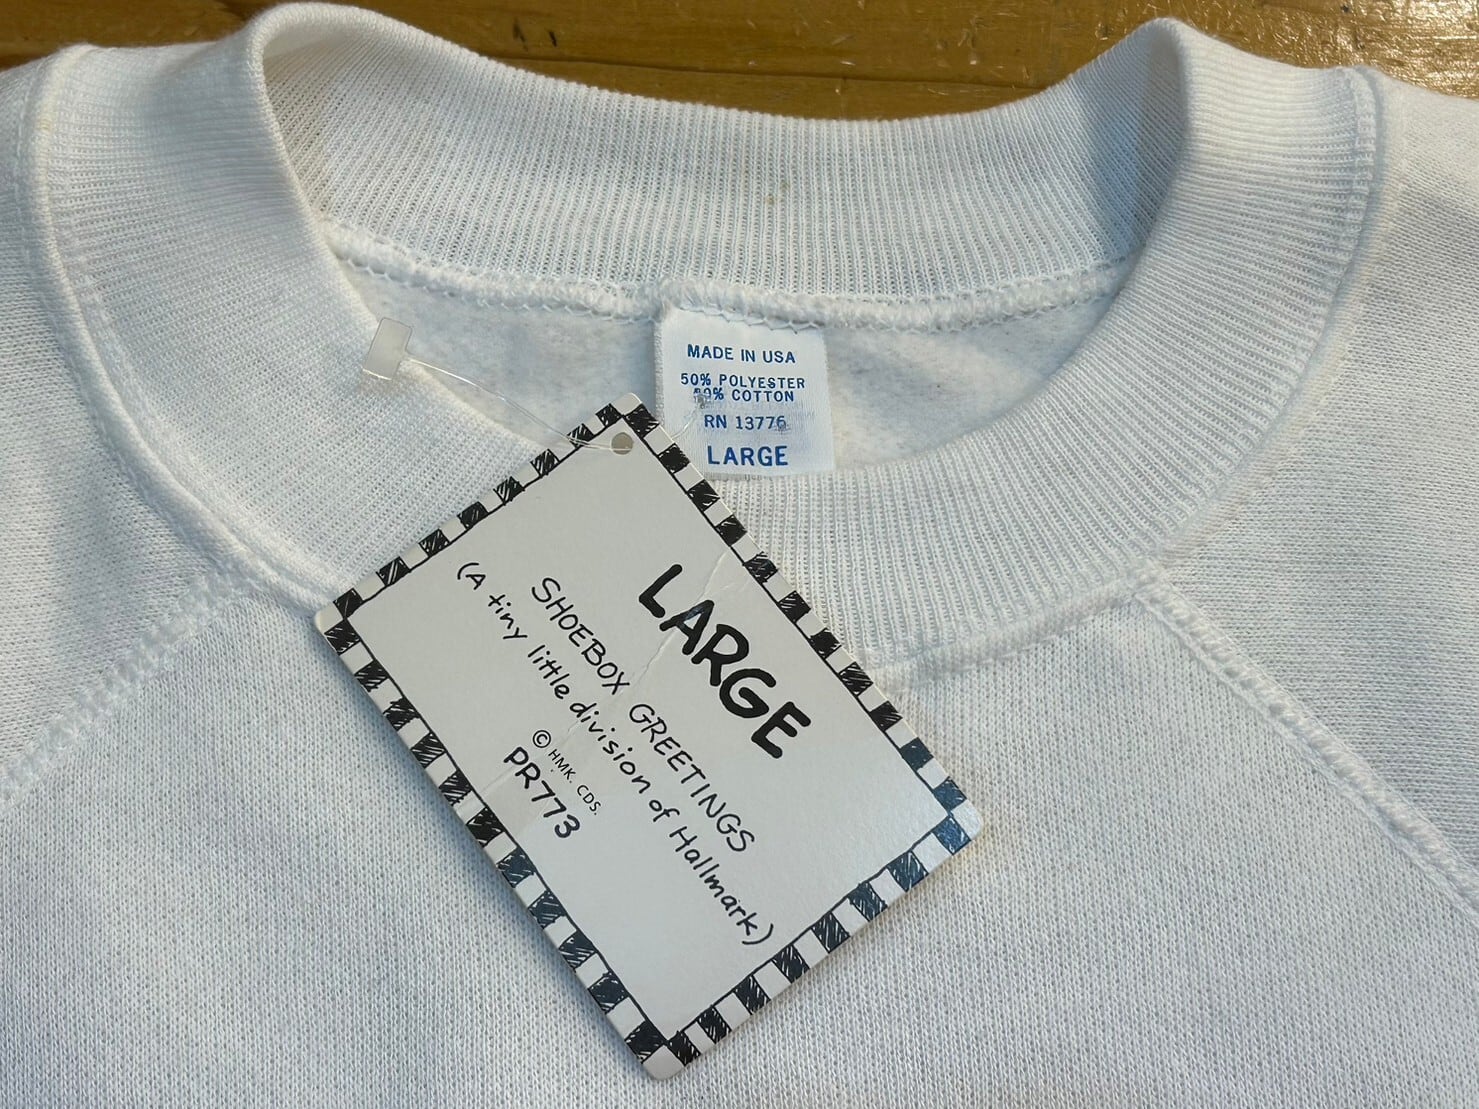 MADE IN USA
50% POLYESTER
50% COTTON
RN 13776
LARGE
LARGE
SHOEBOX GREETINGS
(A tiny little division of Hallmark)
© HMK. CDS.
PR773